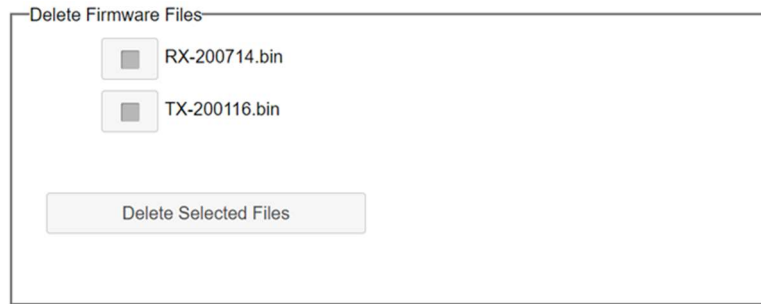 Delete Firmware Files
RX-200714.bin
TX-200116.bin
Delete Selected Files